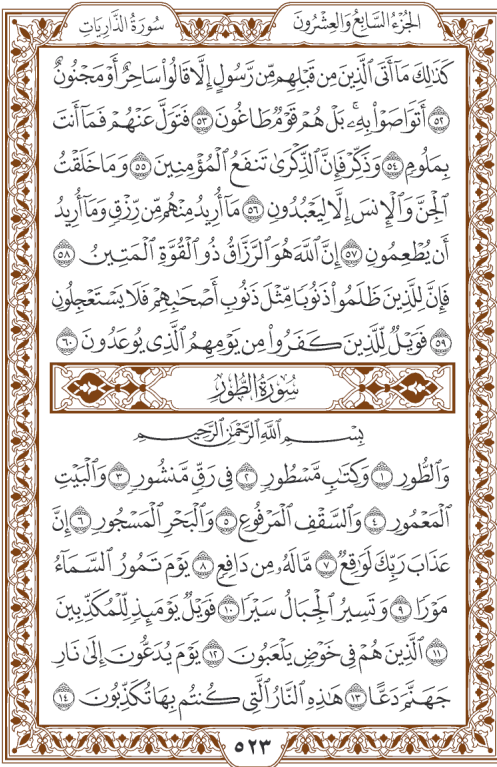 سُورَةُ الذَّارِيَاتِ
الجُزْءُ السَّابِعُ وَالعِشْرُونَ
كَذَٰلِكَ مَآ أَتَى ٱلَّذِينَ مِن قَبْلِهِم مِّن رَّسُولٍ إِلَّا قَالُوا۟ سَاحِرٌ أَوْ مَجْنُونٌ
٥٢ أَتَوَاصَوْا۟ بِهِۦ ۚ بَلْ هُمْ قَوْمٌ طَاغُونَ ٥٣ فَتَوَلَّ عَنْهُمْ فَمَآ أَنتَ
بِمَلُومٍ ٥٤ وَذَكِّرْ فَإِنَّ ٱلذِّكْرَىٰ تَنفَعُ ٱلْمُؤْمِنِينَ ٥٥ وَمَا خَلَقْتُ
ٱلْجِنَّ وَٱلْإِنسَ إِلَّا لِيَعْبُدُونِ ٥٦ مَآ أُرِيدُ مِنْهُم مِّن رِّزْقٍ وَمَآ أُرِيدُ
أَن يُطْعِمُونِ ٥٧ إِنَّ ٱللَّهَ هُوَ ٱلرَّزَّاقُ ذُو ٱلْقُوَّةِ ٱلْمَتِينُ ٥٨
فَإِنَّ لِلَّذِينَ ظَلَمُوا۟ ذَنُوبًا مِّثْلَ ذَنُوبِ أَصْحَٰبِهِمْ فَلَا يَسْتَعْجِلُونِ
٥٩ فَوَيْلٌ لِّلَّذِينَ كَفَرُوا۟ مِن يَوْمِهِمُ ٱلَّذِى يُوعَدُونَ ٦٠
سُورَةُ الطُّورِ
بِسْمِ ٱللَّهِ ٱلرَّحْمَٰنِ ٱلرَّحِيمِ
وَٱلطُّورِ ١ وَكِتَٰبٍ مَّسْطُورٍ ٢ فِى رَقٍّ مَّنشُورٍ ٣ وَٱلْبَيْتِ
ٱلْمَعْمُورِ ٤ وَٱلسَّقْفِ ٱلْمَرْفُوعِ ٥ وَٱلْبَحْرِ ٱلْمَسْجُورِ ٦ إِنَّ
عَذَابَ رَبِّكَ لَوَٰقِعٌ ٧ مَّا لَهُۥ مِن دَافِعٍ ٨ يَوْمَ تَمُورُ ٱلسَّمَآءُ
مَوْرًا ٩ وَتَسِيرُ ٱلْجِبَالُ سَيْرًا ١٠ فَوَيْلٌ يَوْمَئِذٍ لِّلْمُكَذِّبِينَ
١١ ٱلَّذِينَ هُمْ فِى خَوْضٍ يَلْعَبُونَ ١٢ يَوْمَ يُدَعُّونَ إِلَىٰ نَارِ
جَهَنَّمَ دَعًّا ١٣ هَٰذِهِ ٱلنَّارُ ٱلَّتِى كُنتُم بِهَا تُكَذِّبُونَ ١٤
٥٢٣